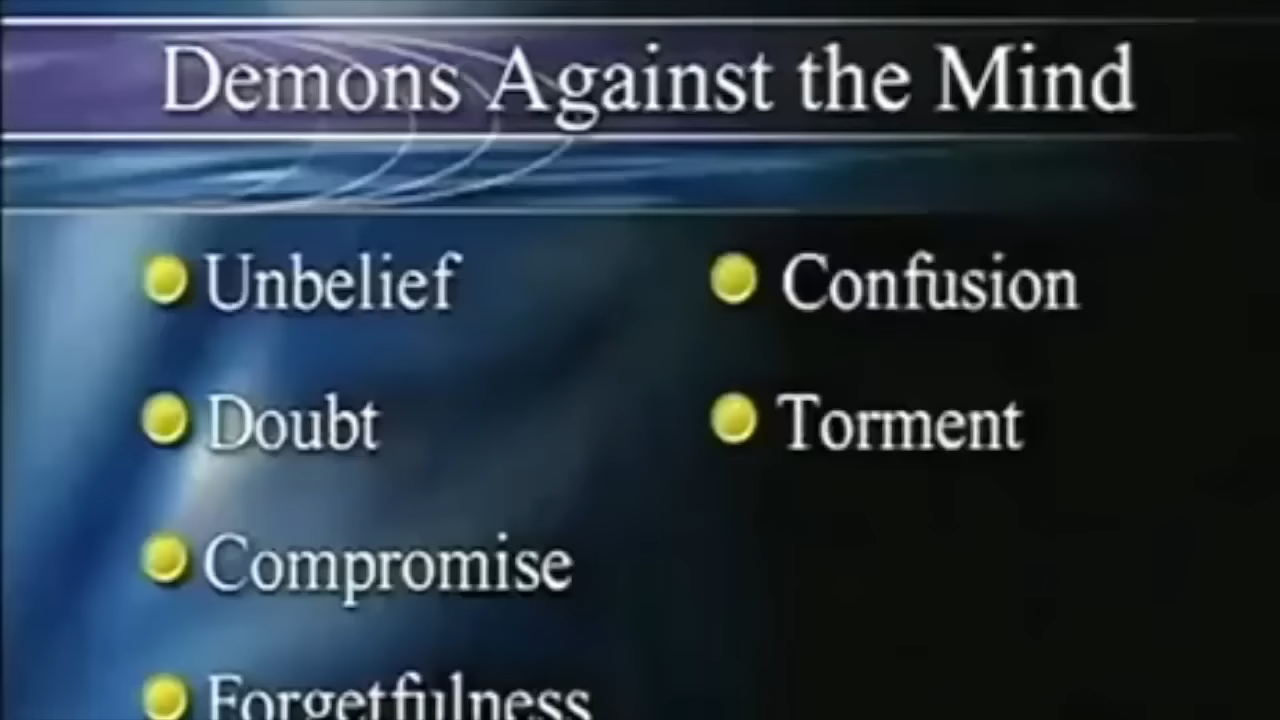 Demons Against the Mind
Unbelief
Doubt
Compromise
Forgetfulness
Confusion
Torment